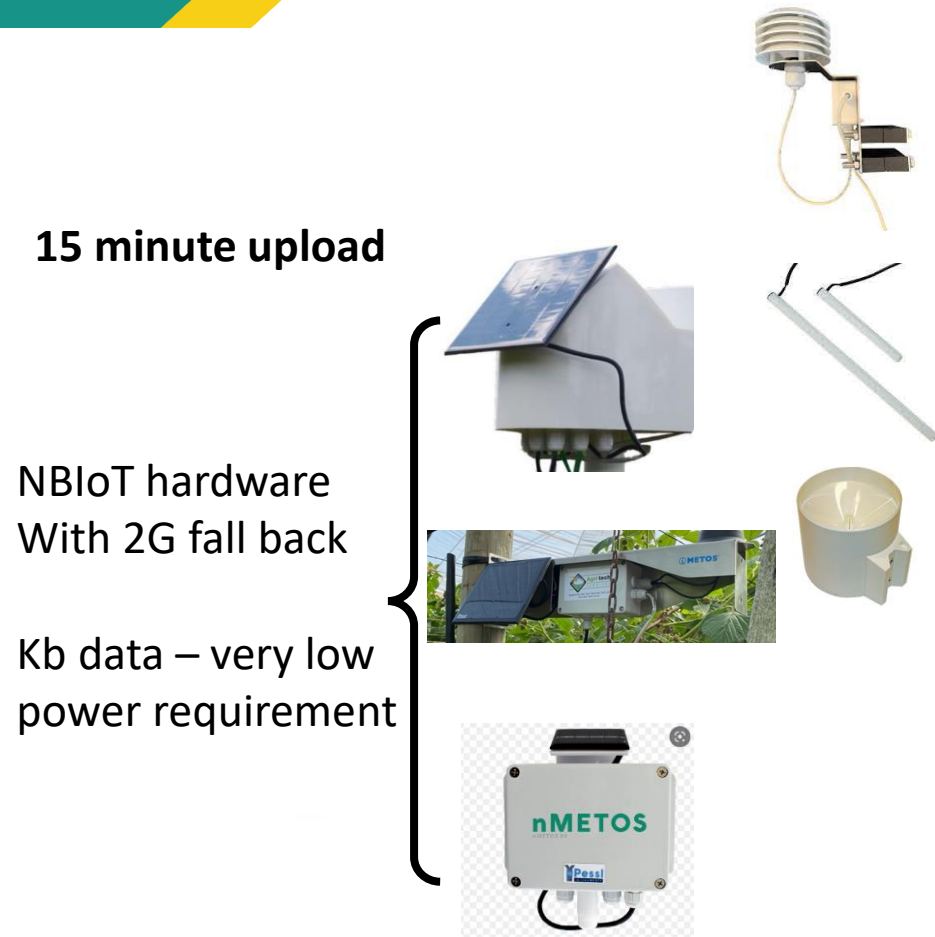 15 minute upload
NBIoT hardware
With 2G fall back
Kb data – very low
power requirement
METOS
nMETOS
Pessl